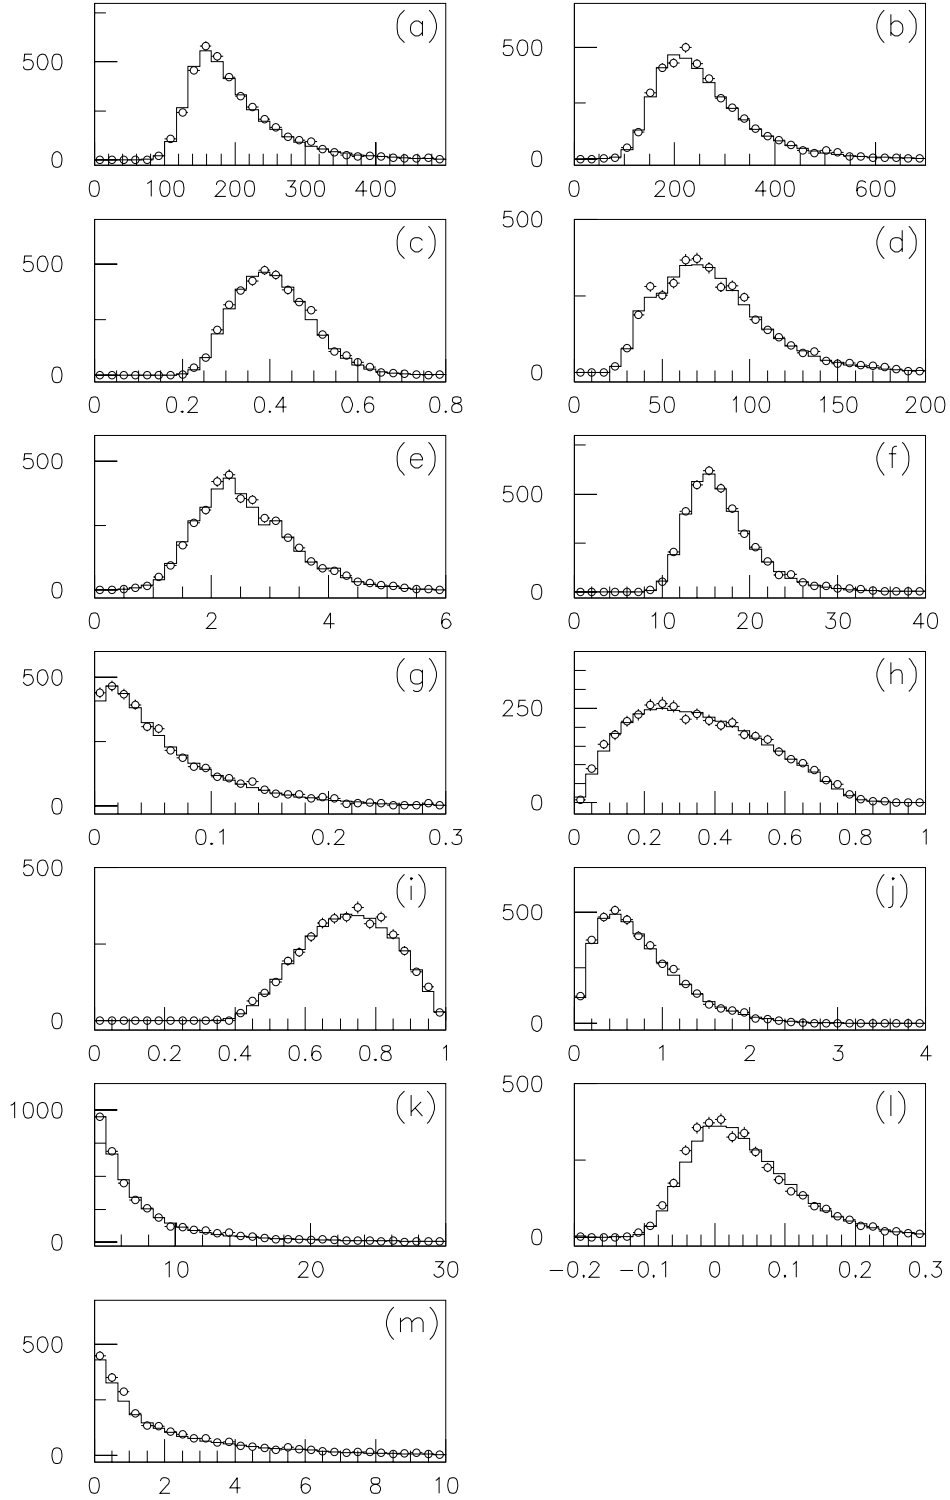 (a)
500
0
0 100 200 300 400
(b)
500
0
0 200 400 600
(c)
500
0
0 0.2 0.4 0.6 0.8
(d)
500
0
0 50 100 150 200
(e)
500
0
0 2 4 6
(f)
500
0
0 10 20 30 40
(g)
500
0
0 0.1 0.2 0.3
(h)
250
0
0 0.2 0.4 0.6 0.8 1
(i)
500
0
0 0.2 0.4 0.6 0.8 1
(j)
500
0
0 1 2 3 4
(k)
1000
0
10 20 30
(l)
500
0
−0.2 −0.1 0 0.1 0.2 0.3
(m)
500
0
0 2 4 6 8 10